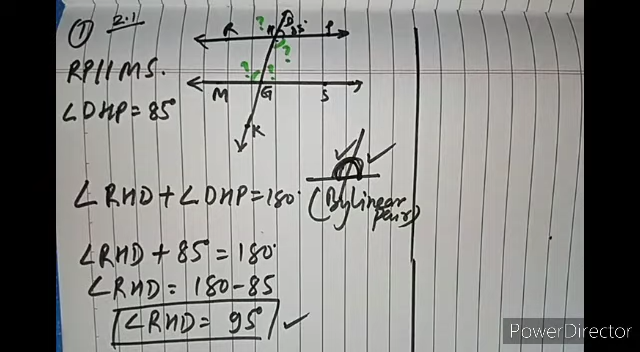 ① 2.1
R H D 85° P
? ?
RP || MS.
? ?
M G S
∠DHP = 85°
K
∠RHD + ∠DHP = 180°
(By linear
pair)
∠RHD + 85° = 180°
∠RHD = 180 - 85
∠RHD = 95°
PowerDirector